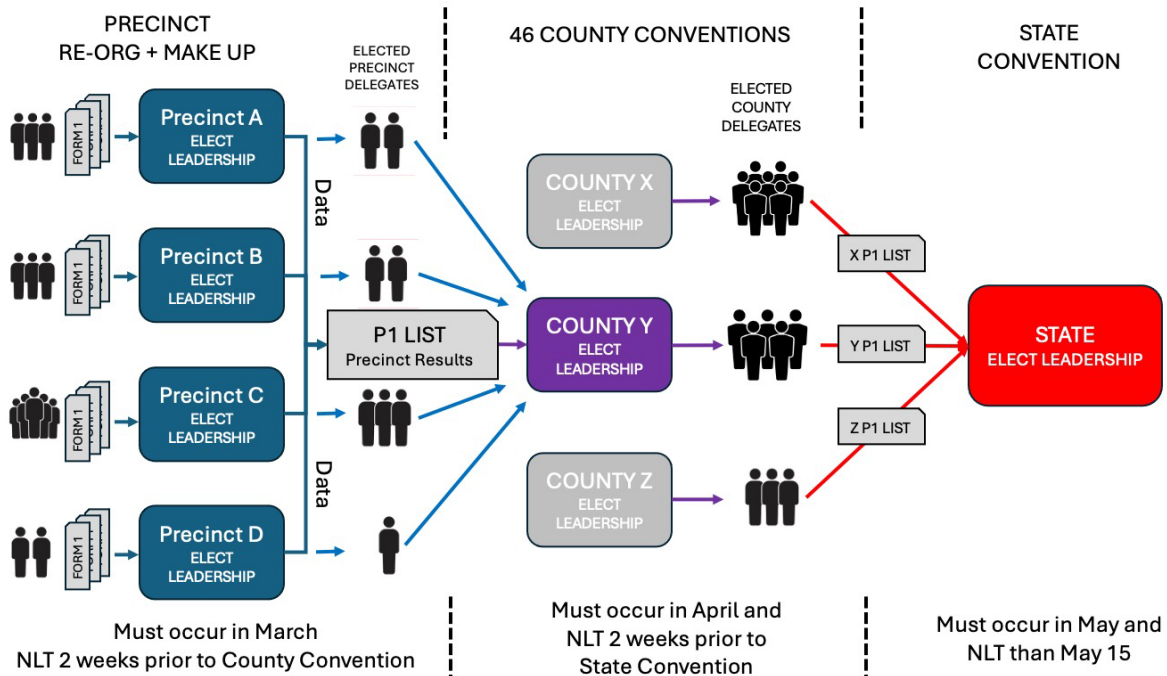 PRECINCT
RE-ORG + MAKE UP
ELECTED
PRECINCT
DELEGATES
46 COUNTY CONVENTIONS
ELECTED
COUNTY
DELEGATES
STATE
CONVENTION
FORM 1
Precinct A
ELECT
LEADERSHIP
Data
FORM 1
Precinct B
ELECT
LEADERSHIP
P1 LIST
Precinct Results
FORM 1
Precinct C
ELECT
LEADERSHIP
Data
FORM 1
Precinct D
ELECT
LEADERSHIP
COUNTY X
ELECT
LEADERSHIP
COUNTY Y
ELECT
LEADERSHIP
COUNTY Z
ELECT
LEADERSHIP
X P1 LIST
Y P1 LIST
Z P1 LIST
STATE
ELECT LEADERSHIP
Must occur in March
NLT 2 weeks prior to County Convention
Must occur in April and
NLT 2 weeks prior to
State Convention
Must occur in May and
NLT than May 15